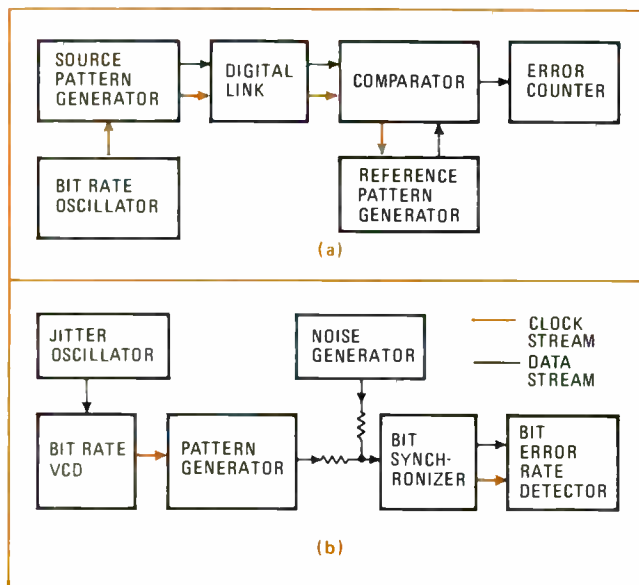 SOURCE
PATTERN
GENERATOR
DIGITAL
LINK
COMPARATOR
ERROR
COUNTER
BIT RATE
OSCILLATOR
REFERENCE
PATTERN
GENERATOR
(a)
JITTER
OSCILLATOR
NOISE
GENERATOR
CLOCK
STREAM
DATA
STREAM
BIT RATE
VCD
PATTERN
GENERATOR
BIT
SYNCH-
RONIZER
BIT
ERROR
RATE
DETECTOR
(b)